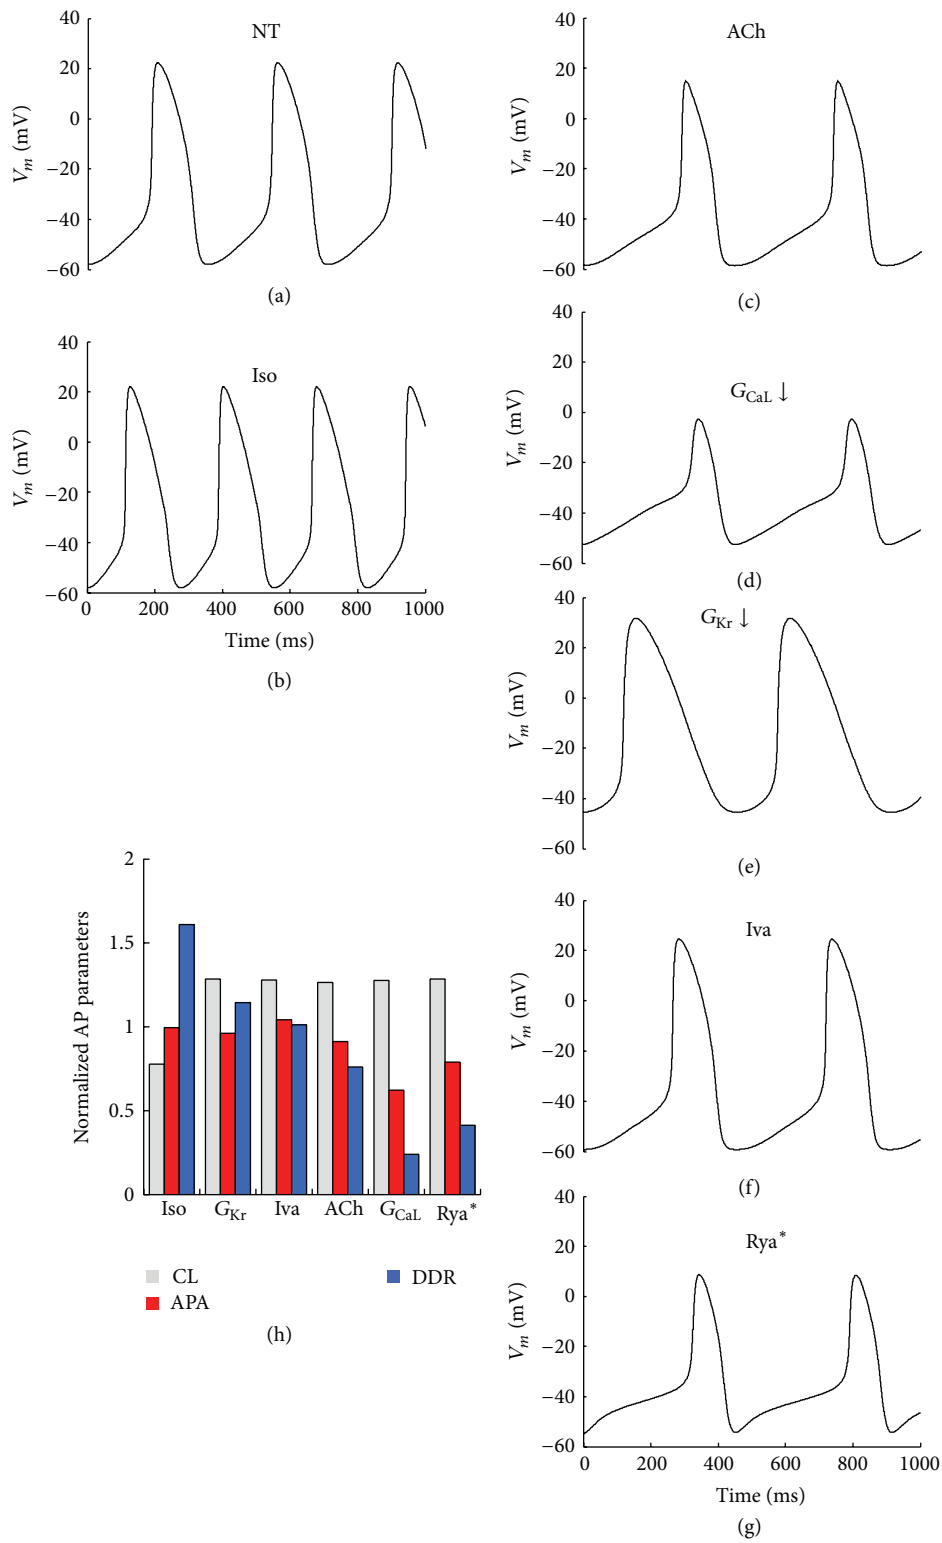 NT
40
20
0
−20
−40
−60
V_m (mV)
(a)
Iso
40
20
0
−20
−40
−60
V_m (mV)
0 200 400 600 800 1000
Time (ms)
(b)
ACh
40
20
0
−20
−40
−60
V_m (mV)
(c)
G_CaL ↓
40
20
0
−20
−40
−60
V_m (mV)
(d)
G_Kr ↓
40
20
0
−20
−40
−60
V_m (mV)
(e)
Iva
40
20
0
−20
−40
−60
V_m (mV)
(f)
Rya*
40
20
0
−20
−40
−60
V_m (mV)
0 200 400 600 800 1000
Time (ms)
(g)
2
1.5
1
0.5
0
Normalized AP parameters
Iso G_Kr Iva ACh G_CaL Rya*
CL
APA
DDR
(h)